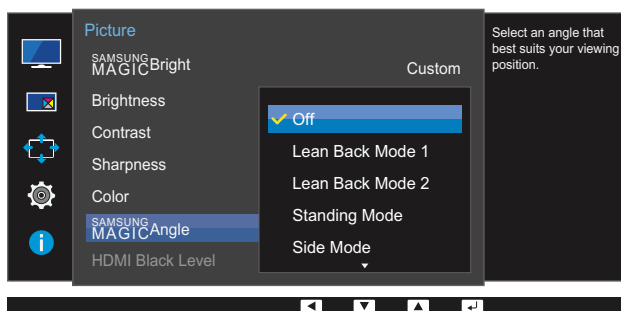 Picture
SAMSUNG
MAGICBright Custom
Brightness
Contrast
Sharpness
Color
SAMSUNG
MAGICAngle
HDMI Black Level
Off
Lean Back Mode 1
Lean Back Mode 2
Standing Mode
Side Mode
Select an angle that
best suits your viewing
position.